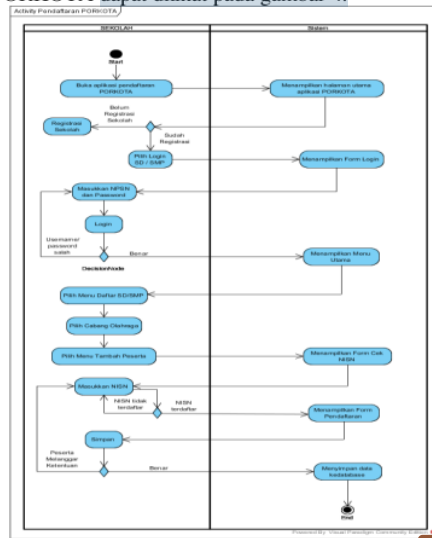 dapat dilihat pada gambar 4.
Activity Pendaftaran PORKOTA
SEKOLAH
Sistem
Start
Buka aplikasi pendaftaran
PORKOTA
Menampilkan halaman utama
aplikasi PORKOTA
Belum
Registrasi
Sekolah
Registrasi
Sekolah
Sudah
Registrasi
Pilih Login
SD / SMP
Menampilkan Form Login
Masukkan NPSN
dan Password
Login
Username/
password
salah
Benar
DecisionNode
Menampilkan Menu
Utama
Pilih Menu Daftar SD/SMP
Pilih Cabang Olahraga
Pilih Menu Tambah Peserta
Menampilkan Form Cek
NISN
Masukkan NISN
NISN tidak
terdaftar
NISN
terdaftar
Menampilkan Form
Pendaftaran
Simpan
Peserta
Melanggar
Ketentuan
Benar
Menyimpan data
kedatabase
End
Powered By Visual Paradigm Community Edition